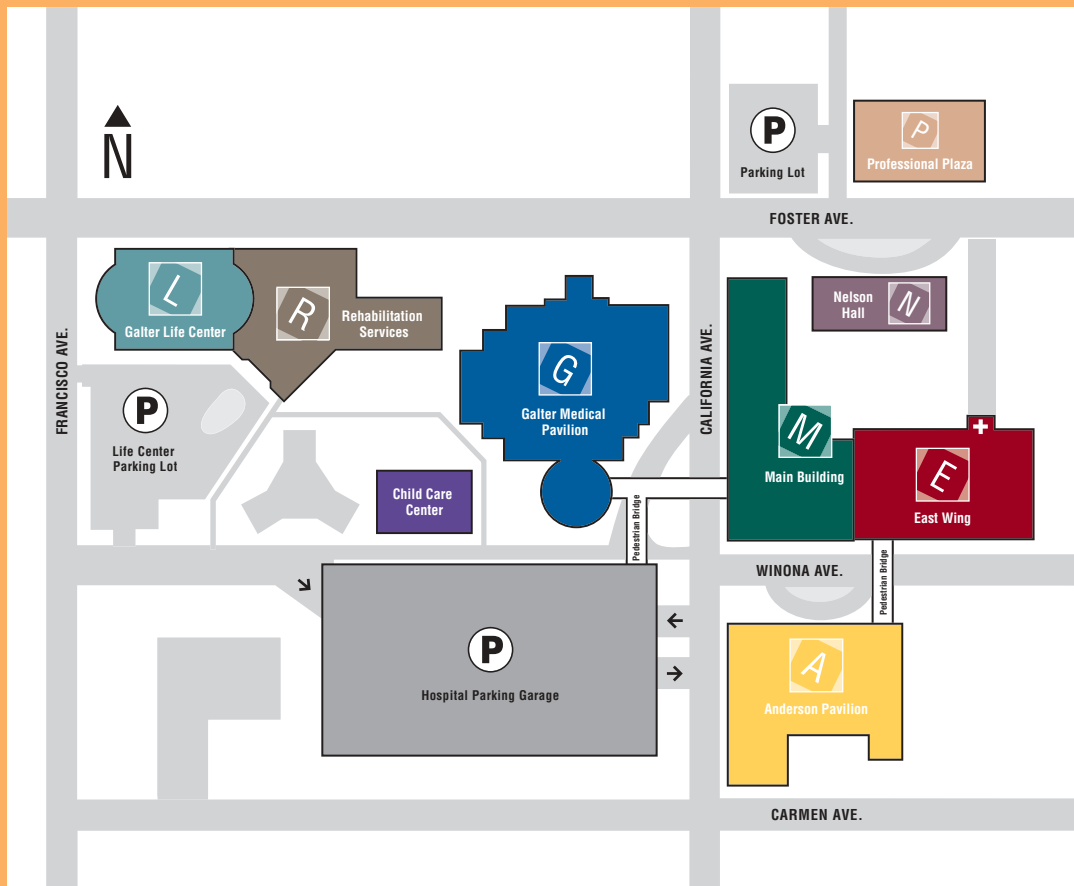 N
P
Parking Lot
P
Professional Plaza
FOSTER AVE.
L
Galter Life Center
R
Rehabilitation
Services
G
Galter Medical
Pavilion
Nelson
Hall
N
FRANCISCO AVE.
CALIFORNIA AVE.
P
Life Center
Parking Lot
M
Main Building
E
East Wing
Child Care
Center
Pedestrian Bridge
Pedestrian Bridge
WINONA AVE.
P
Hospital Parking Garage
A
Anderson Pavilion
CARMEN AVE.